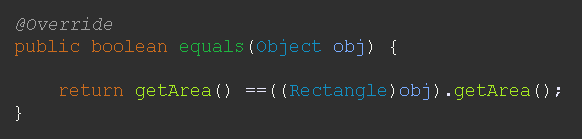 @Override
public boolean equals(Object obj) {
return getArea() ==((Rectangle)obj).getArea();
}